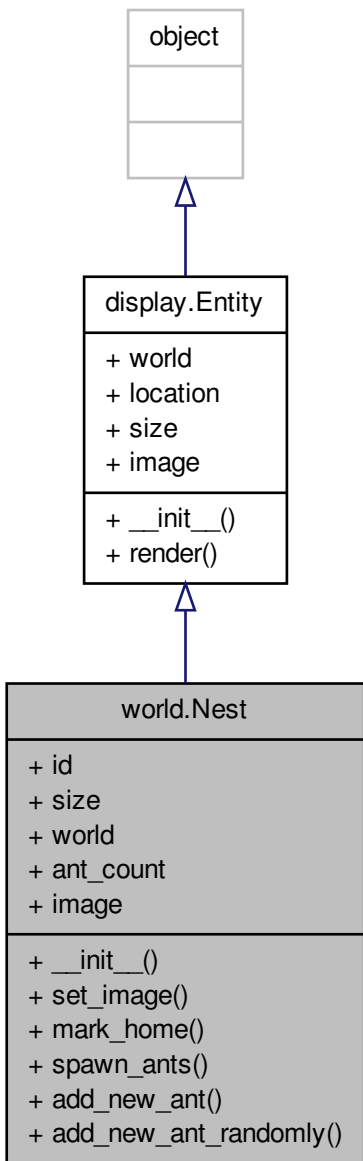 object
display.Entity
+ world
+ location
+ size
+ image
+ __init__()
+ render()
world.Nest
+ id
+ size
+ world
+ ant_count
+ image
+ __init__()
+ set_image()
+ mark_home()
+ spawn_ants()
+ add_new_ant()
+ add_new_ant_randomly()